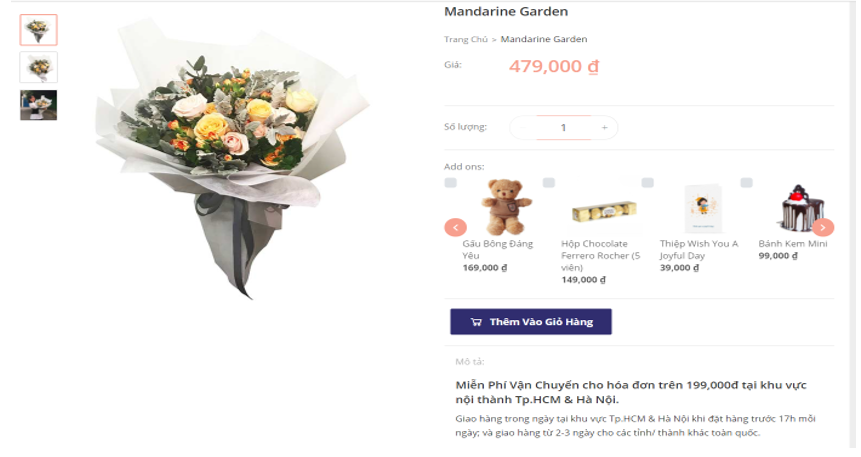 Mandarine Garden
Trang Chủ > Mandarine Garden
Giá: 479,000 ₫
Số lượng: 1 +
Add ons:
Gấu Bông Đáng Yêu
169,000 ₫
Hộp Chocolate Ferrero Rocher (5 viên)
149,000 ₫
Thiệp Wish You A Joyful Day
39,000 ₫
Bánh Kem Mini
99,000 ₫
Thêm Vào Giỏ Hàng
Mô tả:
Miễn Phí Vận Chuyển cho hóa đơn trên 199,000đ tại khu vực
nội thành Tp.HCM & Hà Nội.
Giao hàng trong ngày tại khu vực Tp.HCM & Hà Nội khi đặt hàng trước 17h mỗi
ngày; và giao hàng từ 2-3 ngày cho các tỉnh/ thành khác toàn quốc.